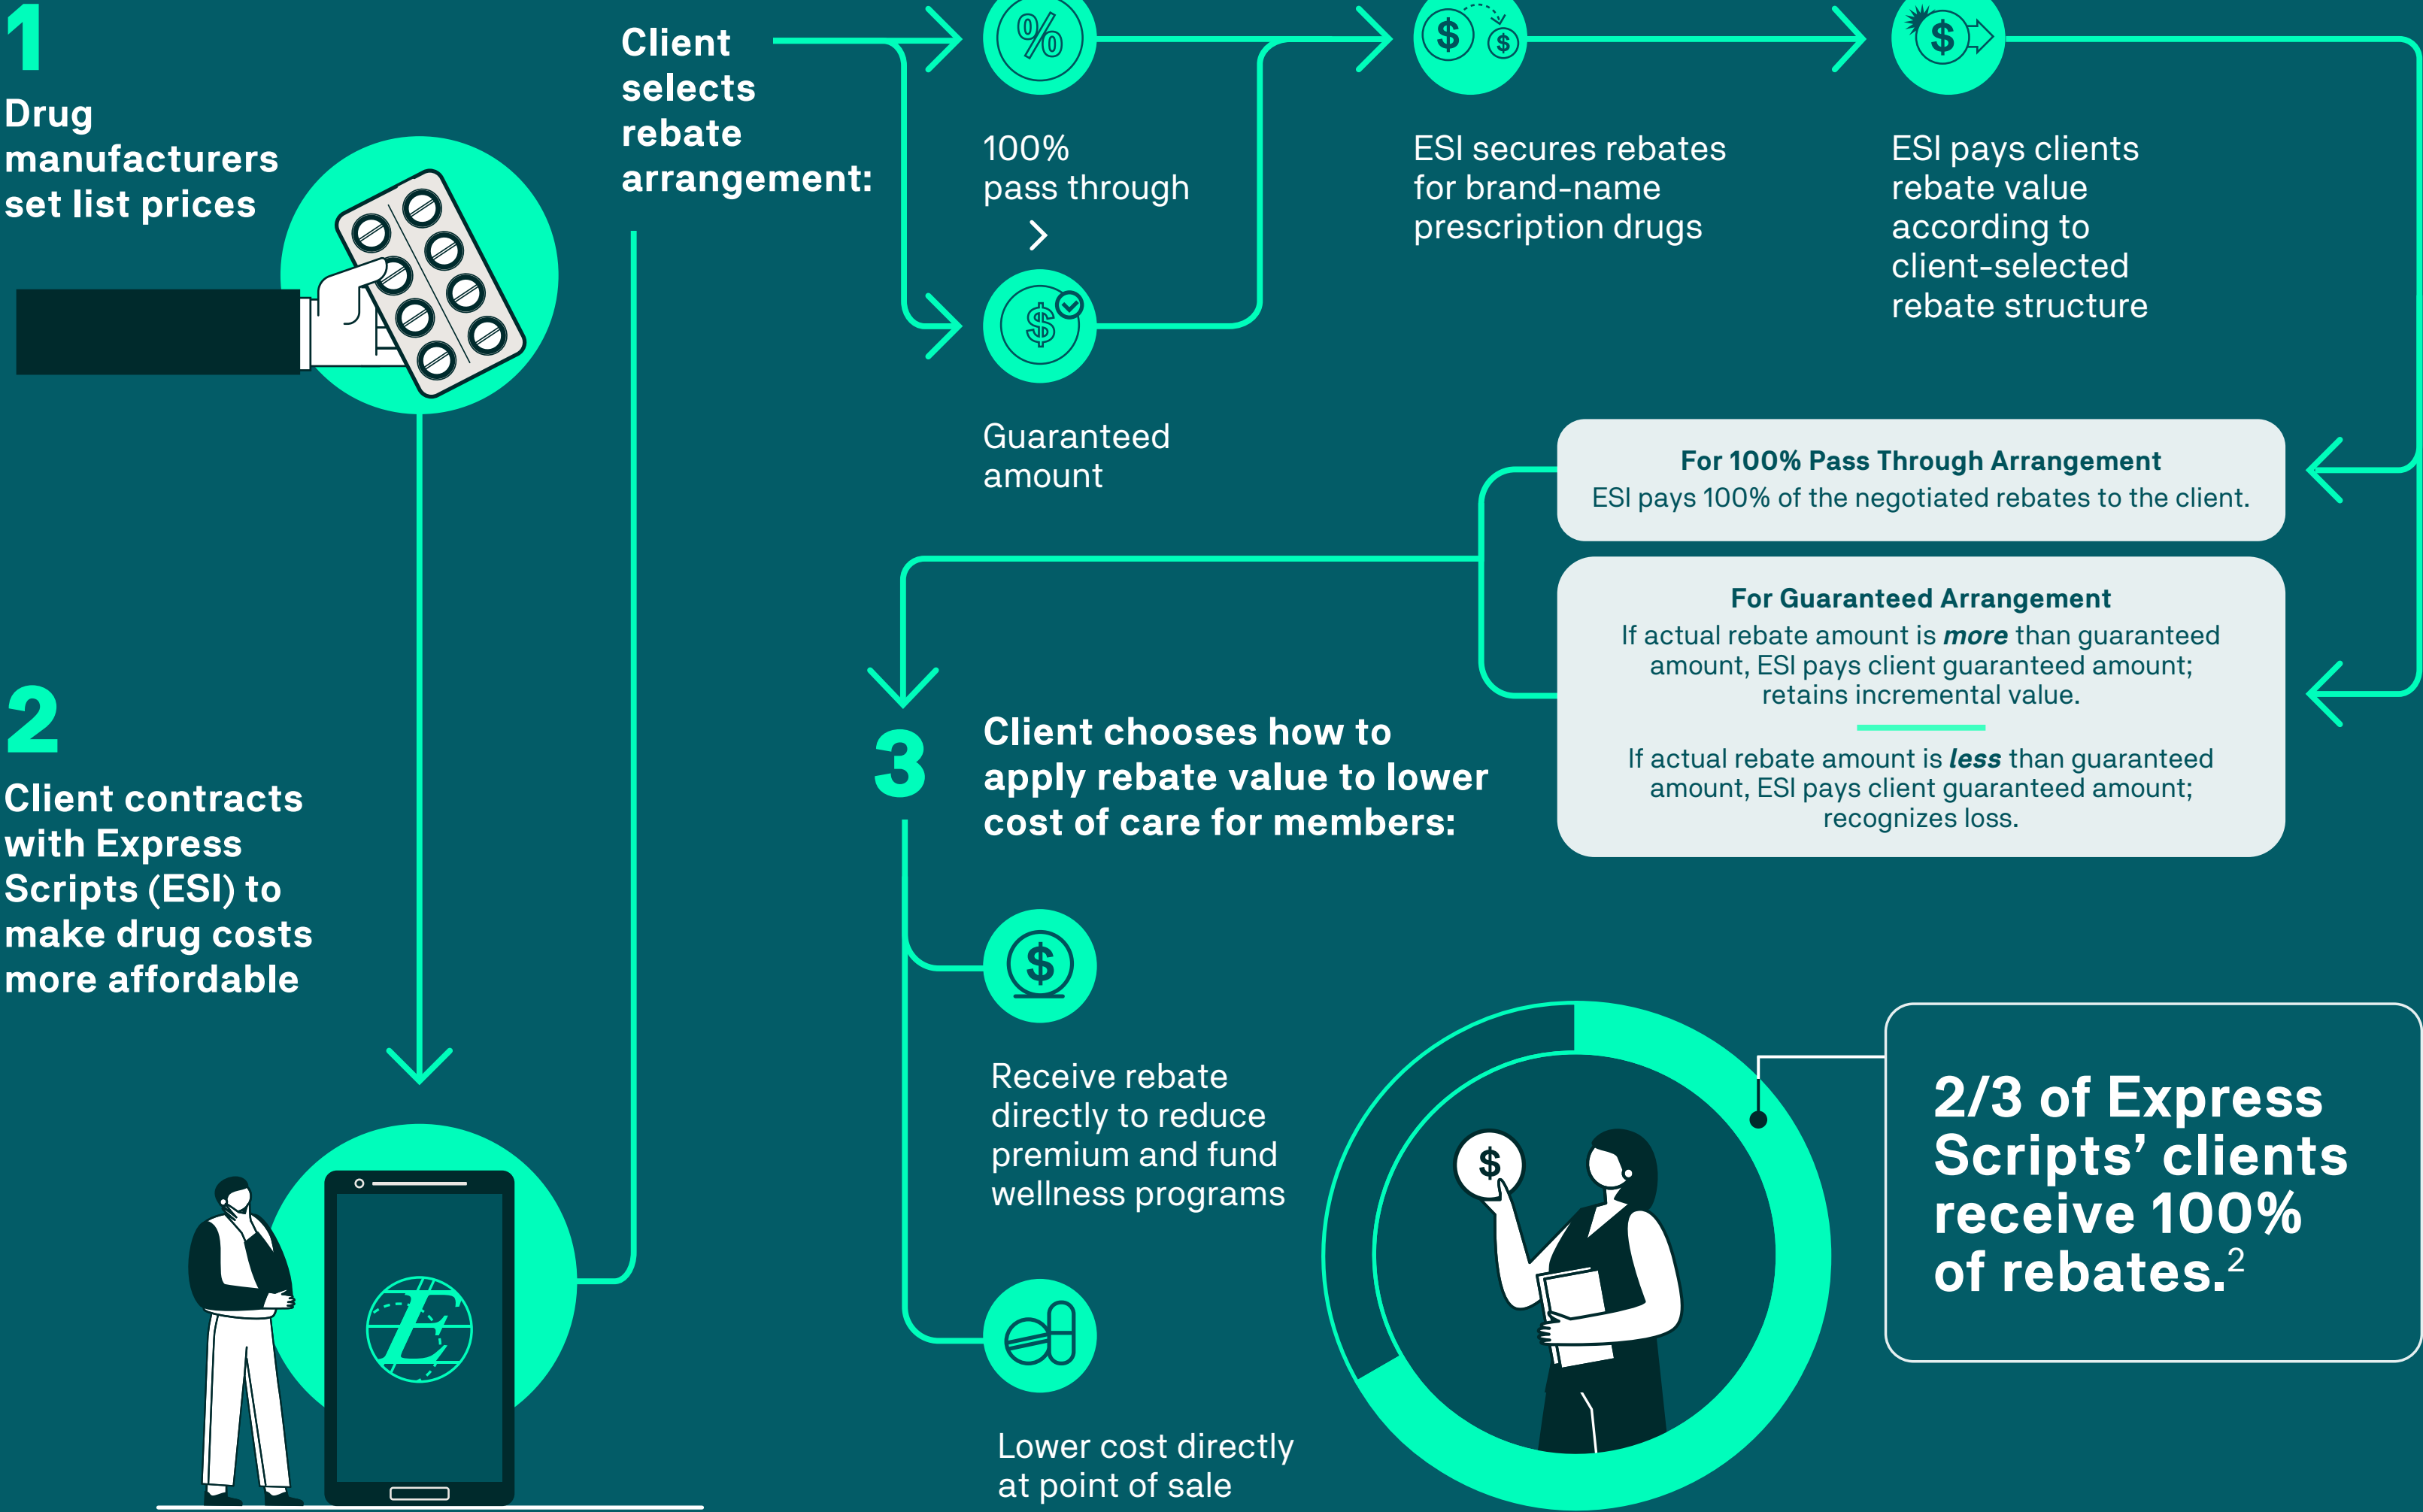 1
Drug
manufacturers
set list prices
2
Client contracts
with Express
Scripts (ESI) to
make drug costs
more affordable
E
Client
selects
rebate
arrangement:
%
100%
pass through
$
Guaranteed
amount
$ $
ESI secures rebates
for brand-name
prescription drugs
$
ESI pays clients
rebate value
according to
client-selected
rebate structure
For 100% Pass Through Arrangement
ESI pays 100% of the negotiated rebates to the client.
For Guaranteed Arrangement
If actual rebate amount is more than guaranteed
amount, ESI pays client guaranteed amount;
retains incremental value.
If actual rebate amount is less than guaranteed
amount, ESI pays client guaranteed amount;
recognizes loss.
3
Client chooses how to
apply rebate value to lower
cost of care for members:
$
Receive rebate
directly to reduce
premium and fund
wellness programs
Lower cost directly
at point of sale
$
2/3 of Express
Scripts’ clients
receive 100%
of rebates.2